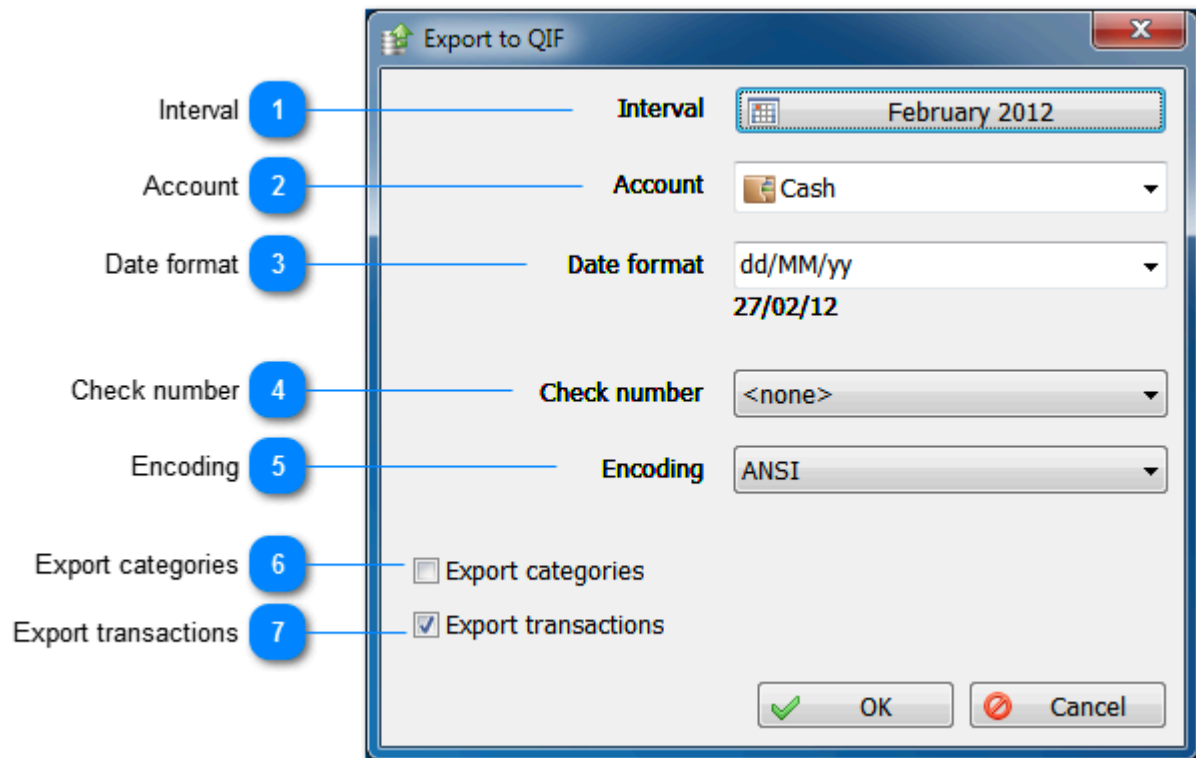 Export to QIF
Interval 1 Interval February 2012
Account 2 Account Cash
Date format 3 Date format dd/MM/yy
27/02/12
Check number 4 Check number <none>
Encoding 5 Encoding ANSI
Export categories 6 Export categories
Export transactions 7 Export transactions
OK Cancel